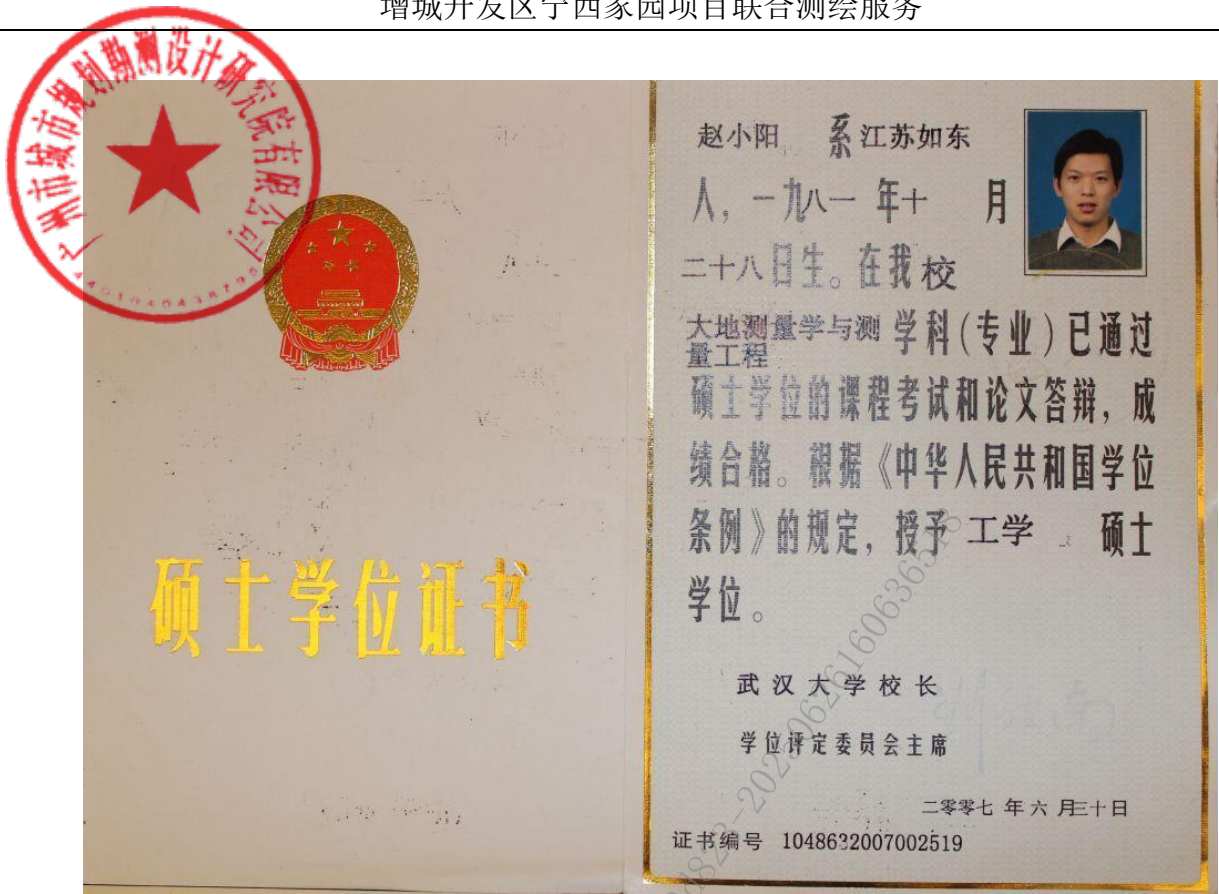 增城开发区宁西家园项目联合测绘服务
广州市城市规划勘测设计研究院有限公司
硕士学位证书
赵小阳 系江苏如东
人，一九八一 年十 月
二十八日生。在我校
大地测量学与测
量工程
学科(专业)已通过
硕士学位的课程考试和论文答辩，成
绩合格。根据《中华人民共和国学位
条例》的规定，授予 工学 硕士
学位。
武汉大学校长
学位评定委员会主席
二零零七 年 六 月三十日
证书编号 1048632007002519